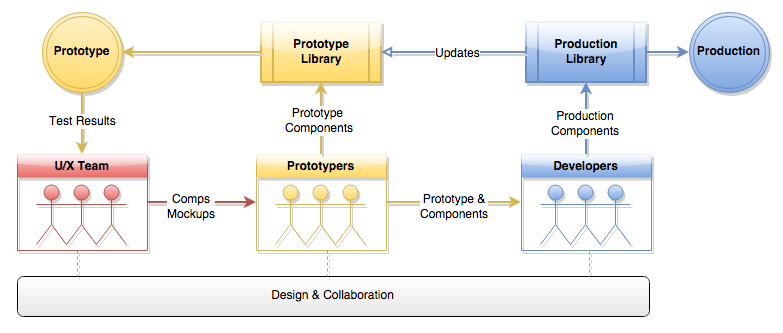 Prototype
Prototype
Library
Updates
Production
Library
Production
Test Results
Prototype
Components
Production
Components
U/X Team
Prototypers
Developers
Comps
Mockups
Prototype &
Components
Design & Collaboration